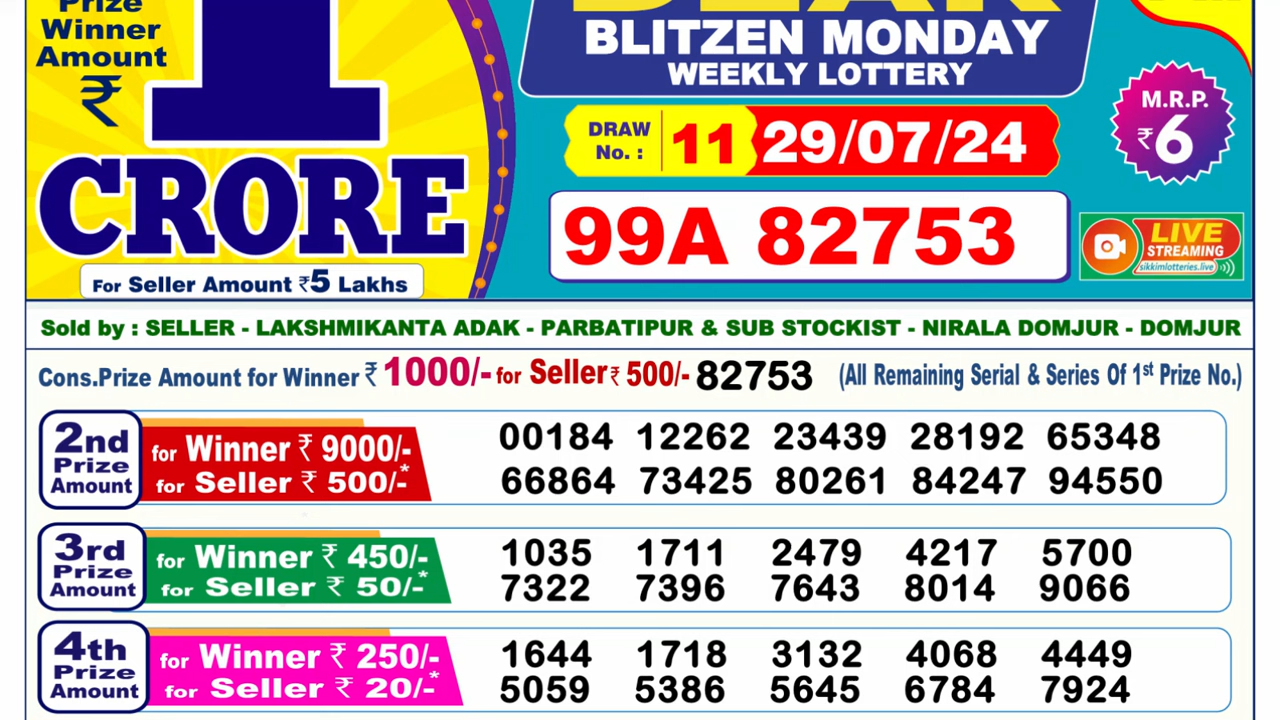 Prize
Winner
Amount
₹
1
CRORE
For Seller Amount ₹5 Lakhs
DEAR
BLITZEN MONDAY
WEEKLY LOTTERY
DRAW No. : 11 29/07/24
M.R.P.
₹6
99A 82753
LIVE
STREAMING
sikkimlotteries.live
Sold by : SELLER - LAKSHMIKANTA ADAK - PARBATIPUR & SUB STOCKIST - NIRALA DOMJUR - DOMJUR
Cons.Prize Amount for Winner ₹ 1000/- for Seller ₹ 500/- 82753 (All Remaining Serial & Series Of 1st Prize No.)
2nd Prize Amount
for Winner ₹ 9000/-
for Seller ₹ 500/-*
00184 12262 23439 28192 65348
66864 73425 80261 84247 94550
3rd Prize Amount
for Winner ₹ 450/-
for Seller ₹ 50/-*
1035 1711 2479 4217 5700
7322 7396 7643 8014 9066
4th Prize Amount
for Winner ₹ 250/-
for Seller ₹ 20/-*
1644 1718 3132 4068 4449
5059 5386 5645 6784 7924